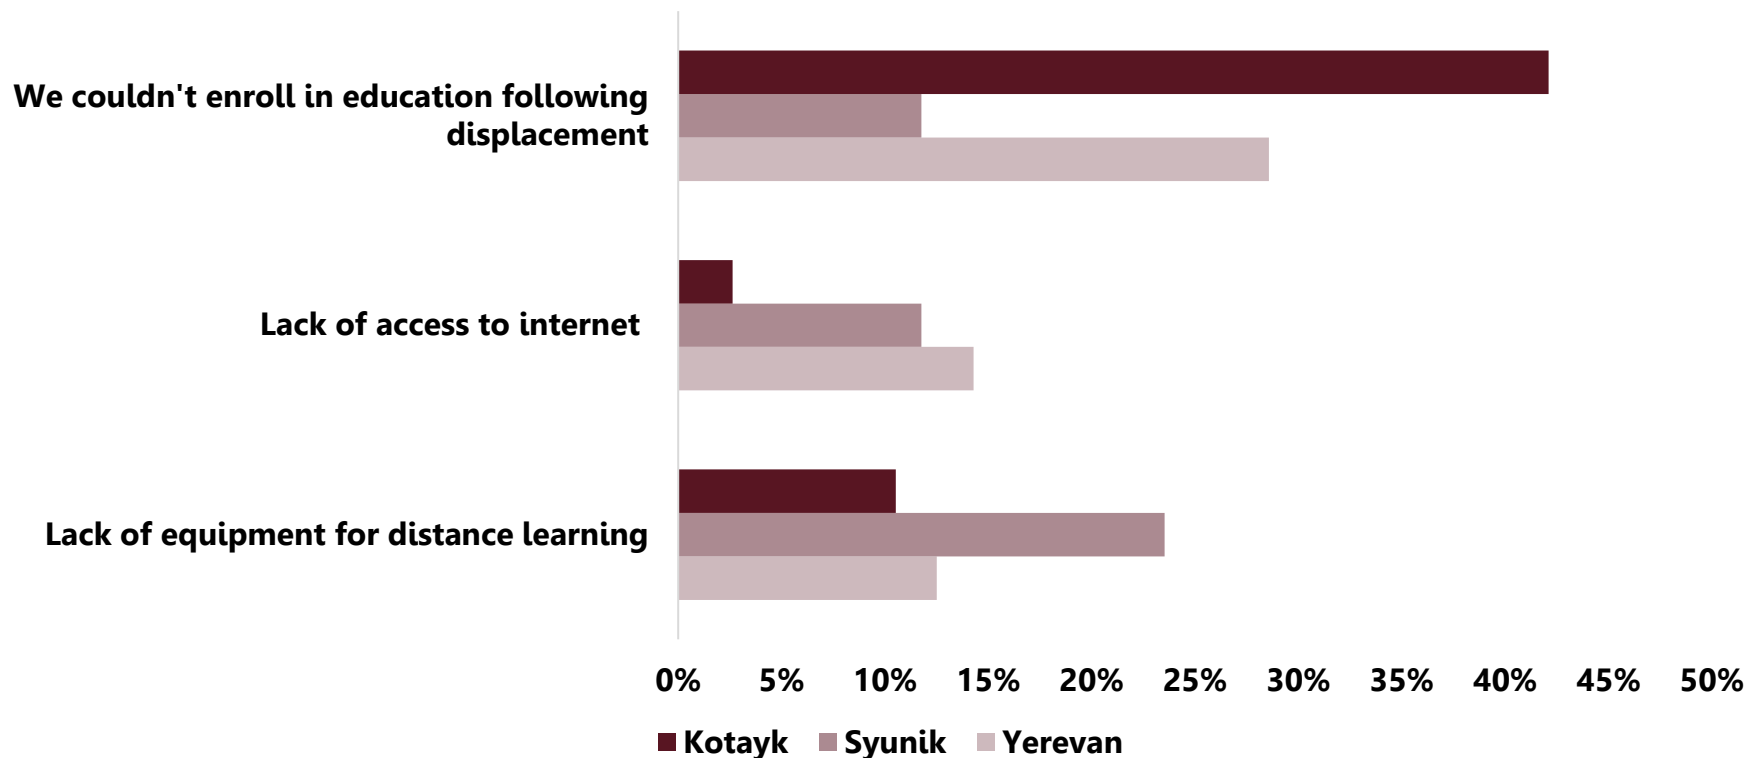 We couldn't enroll in education following
displacement
Lack of access to internet
Lack of equipment for distance learning
0% 5% 10% 15% 20% 25% 30% 35% 40% 45% 50%
Kotayk Syunik Yerevan